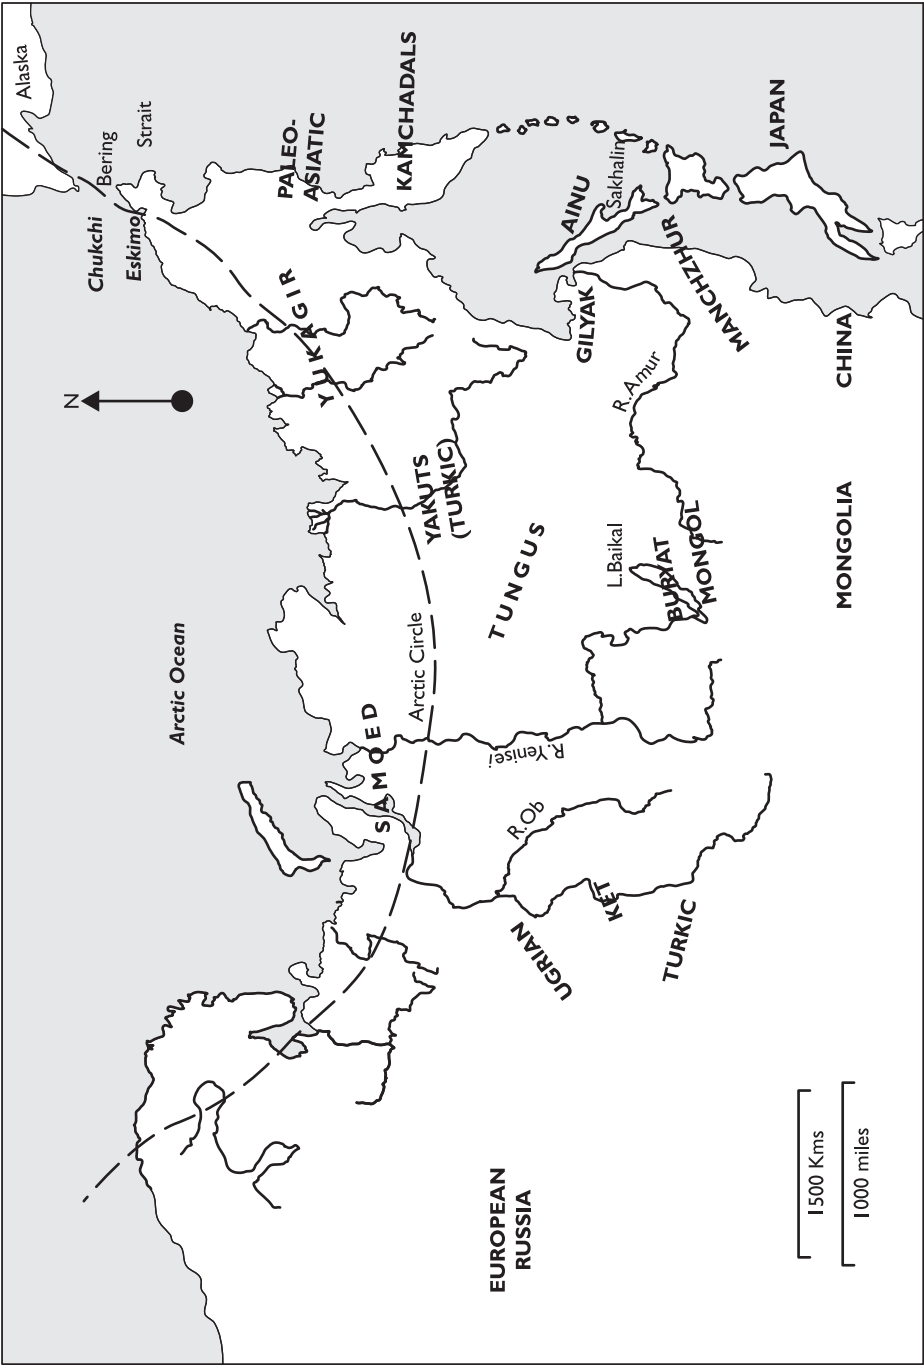 Alaska
Bering
Strait
Chukchi
Eskimo
PALEO-
ASIATIC
KAMCHADALS
YUKAGIR
N
Arctic Ocean
SAMOED
Arctic Circle
YAKUTS
(TURKIC)
TUNGUS
AINU
Sakhalin
JAPAN
GILYAK
MANCHZHUR
R.Amur
CHINA
L.Baikal
BURYAT
MONGOL
MONGOLIA
R.Yenisei
R.Ob
UGRIAN
KET
TURKIC
EUROPEAN
RUSSIA
1500 Kms
1000 miles